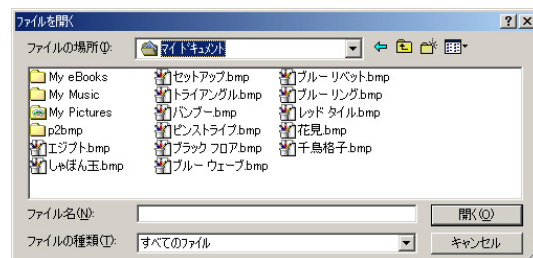 ファイルを開く
ファイルの場所(I): マイ ドキュメント
My eBooks
My Music
My Pictures
p2bmp
エジプト.bmp
しゃぼん玉.bmp
セットアップ.bmp
トライアングル.bmp
バンブー.bmp
ピンストライプ.bmp
ブラック フロア.bmp
ブルー ウェーブ.bmp
ブルー リベット.bmp
ブルー リング.bmp
レッド タイル.bmp
花見.bmp
千鳥格子.bmp
ファイル名(N): 開く(O)
ファイルの種類(T): すべてのファイル キャンセル